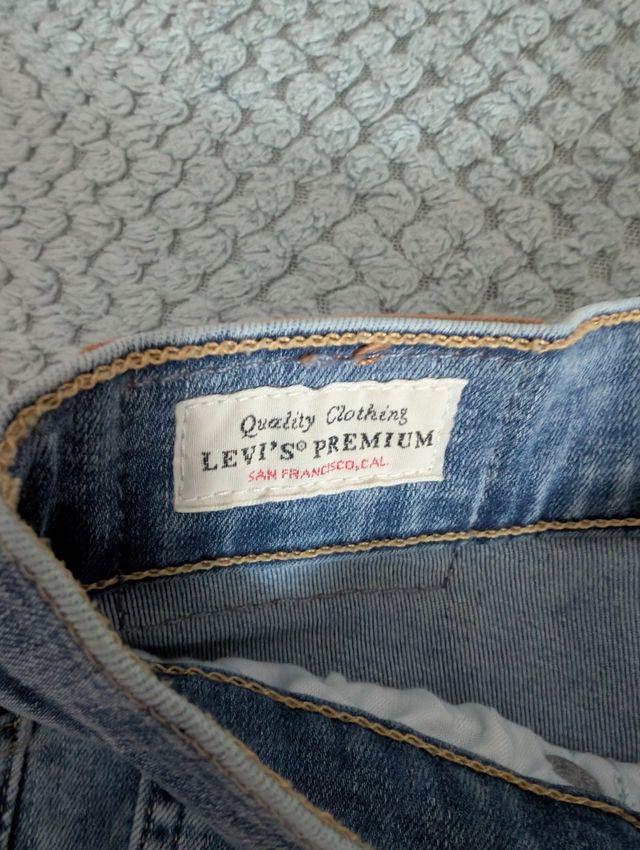 Quality Clothing
LEVI'S® PREMIUM
SAN FRANCISCO, CAL.